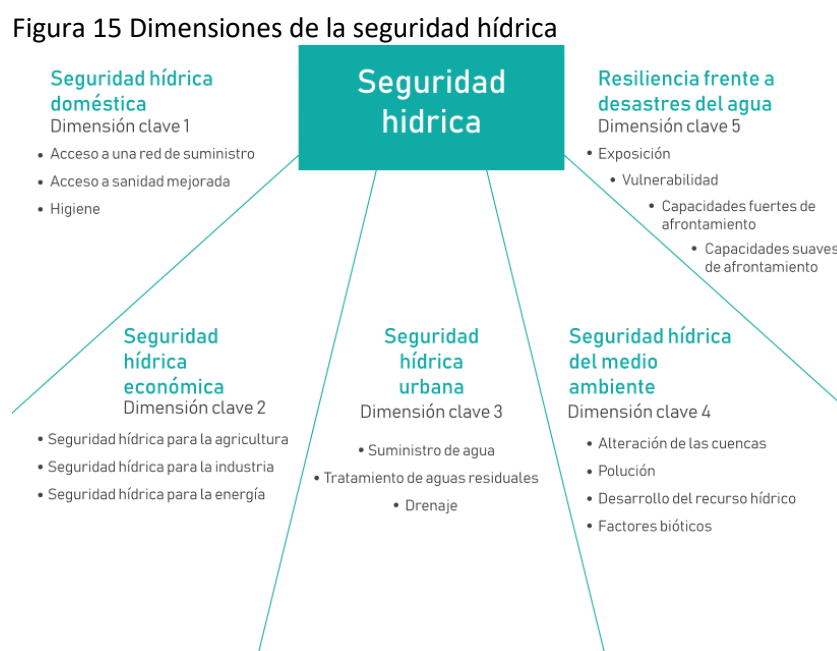 Figura 15 Dimensiones de la seguridad hídrica
Seguridad
hidrica
Seguridad hídrica
doméstica
Dimensión clave 1
• Acceso a una red de suministro
• Acceso a sanidad mejorada
• Higiene
Seguridad
hídrica
económica
Dimensión clave 2
• Seguridad hídrica para la agricultura
• Seguridad hídrica para la industria
• Seguridad hídrica para la energía
Seguridad
hídrica
urbana
Dimensión clave 3
• Suministro de agua
• Tratamiento de aguas residuales
• Drenaje
Seguridad hídrica
del medio
ambiente
Dimensión clave 4
• Alteración de las cuencas
• Polución
• Desarrollo del recurso hídrico
• Factores bióticos
Resiliencia frente a
desastres del agua
Dimensión clave 5
• Exposición
• Vulnerabilidad
• Capacidades fuertes de
afrontamiento
• Capacidades suaves
de afrontamiento